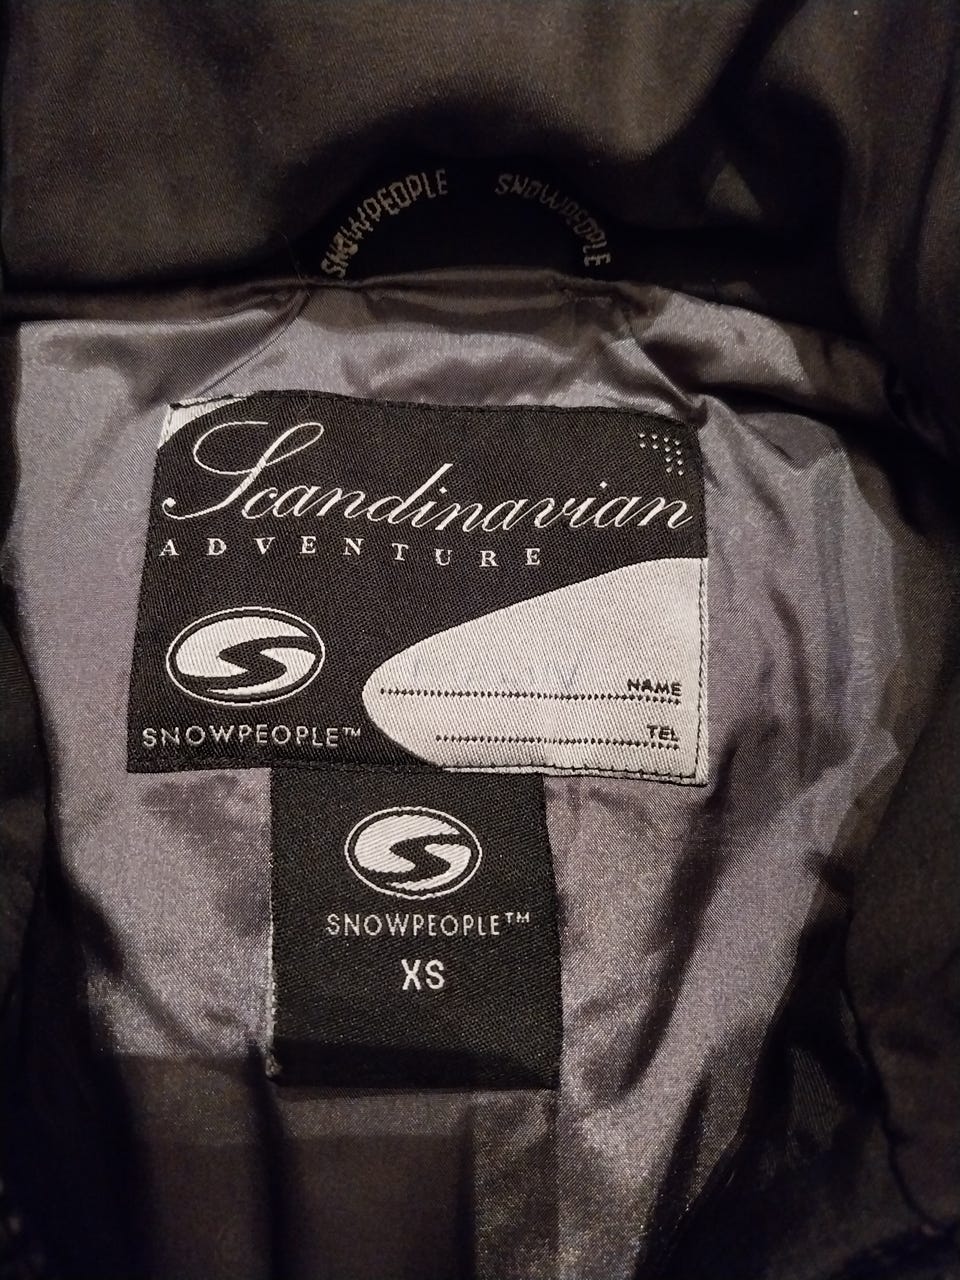 SNOWPEOPLE SNOWPEOPLE
Scandinavian
ADVENTURE
NAME
TEL
SNOWPEOPLE™
SNOWPEOPLE™
XS